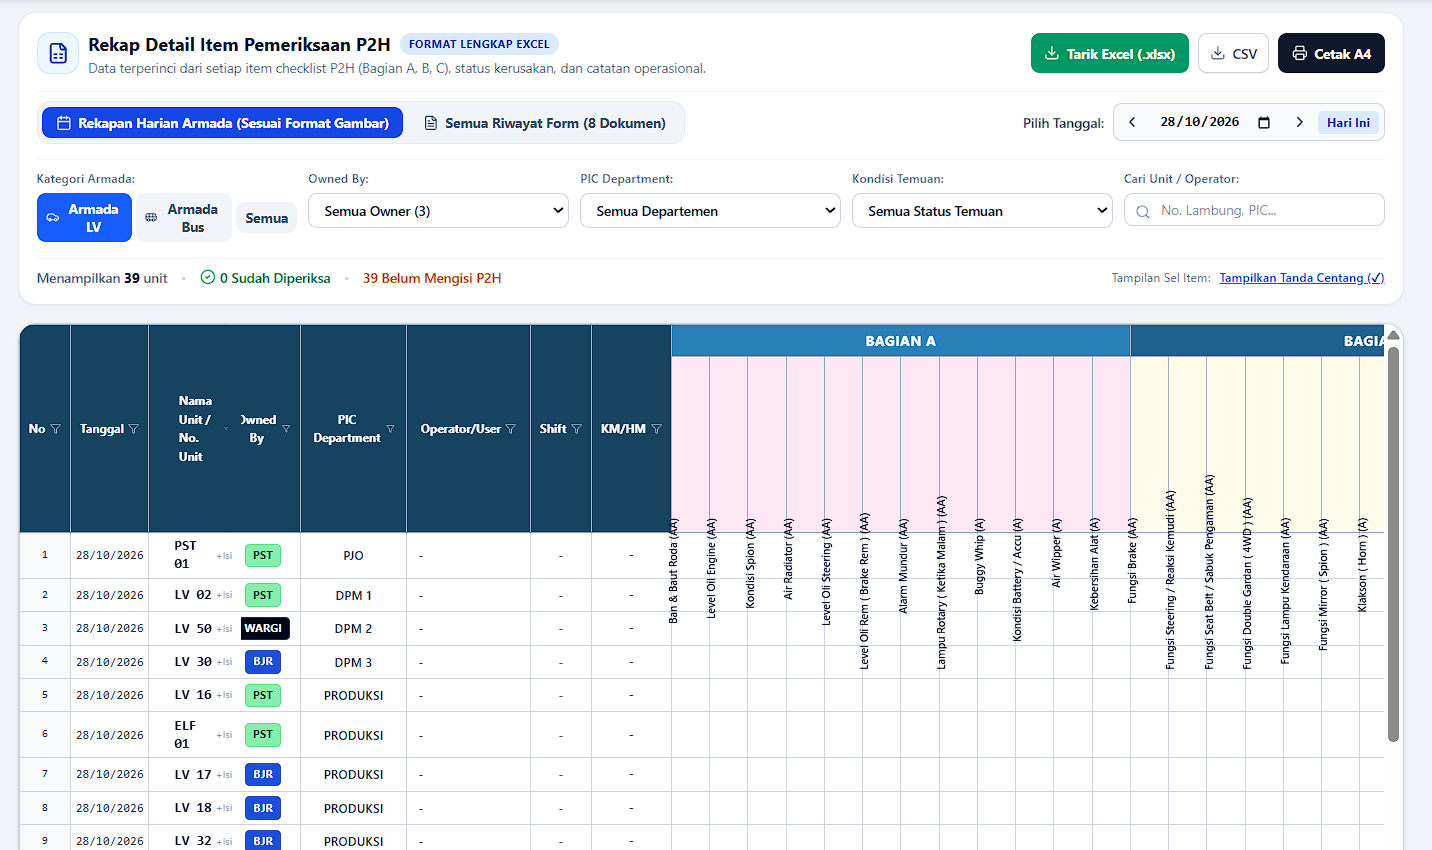 Rekap Detail Item Pemeriksaan P2H FORMAT LENGKAP EXCEL
Data terperinci dari setiap item checklist P2H (Bagian A, B, C), status kerusakan, dan catatan operasional.
Tarik Excel (.xlsx) CSV Cetak A4
Rekapan Harian Armada (Sesuai Format Gambar) Semua Riwayat Form (8 Dokumen)
Pilih Tanggal: 28/10/2026 Hari Ini
Kategori Armada: Owned By: PIC Department: Kondisi Temuan: Cari Unit / Operator:
Armada LV Armada Bus Semua Semua Owner (3) Semua Departemen Semua Status Temuan No. Lambung, PIC...
Menampilkan 39 unit • 0 Sudah Diperiksa • 39 Belum Mengisi P2H
Tampilan Sel Item: Tampilkan Tanda Centang (✓)
BAGIAN A BAGIA
No Tanggal Nama Unit / No. Unit Owned By PIC Department Operator/User Shift KM/HM
Ban & Baut Roda (AA)
Level Oil Engine (AA)
Kondisi Spion (AA)
Air Radiator (AA)
Level Oil Steering (AA)
Level Oli Rem ( Brake Rem ) (AA)
Alarm Mundur (AA)
Lampu Rotary ( Ketika Malam ) (AA)
Buggy Whip (A)
Kondisi Battery / Accu (A)
Air Wipper (A)
Kebersihan Alat (A)
Fungsi Brake (AA)
Fungsi Steering / Reaksi Kemudi (AA)
Fungsi Seat Belt / Sabuk Pengaman (AA)
Fungsi Double Gardan ( 4WD ) (AA)
Fungsi Lampu Kendaraan (AA)
Fungsi Mirror ( Spion ) (AA)
Klakson ( Horn ) (A)
1 28/10/2026 PST 01 +Isi PST PJO - - -
2 28/10/2026 LV 02 +Isi PST DPM 1 - - -
3 28/10/2026 LV 50 +Isi WARGI DPM 2 - - -
4 28/10/2026 LV 30 +Isi BJR DPM 3 - - -
5 28/10/2026 LV 16 +Isi PST PRODUKSI - - -
6 28/10/2026 ELF 01 +Isi PST PRODUKSI - - -
7 28/10/2026 LV 17 +Isi BJR PRODUKSI - - -
8 28/10/2026 LV 18 +Isi BJR PRODUKSI - - -
9 28/10/2026 LV 32 +Isi BJR PRODUKSI - - -